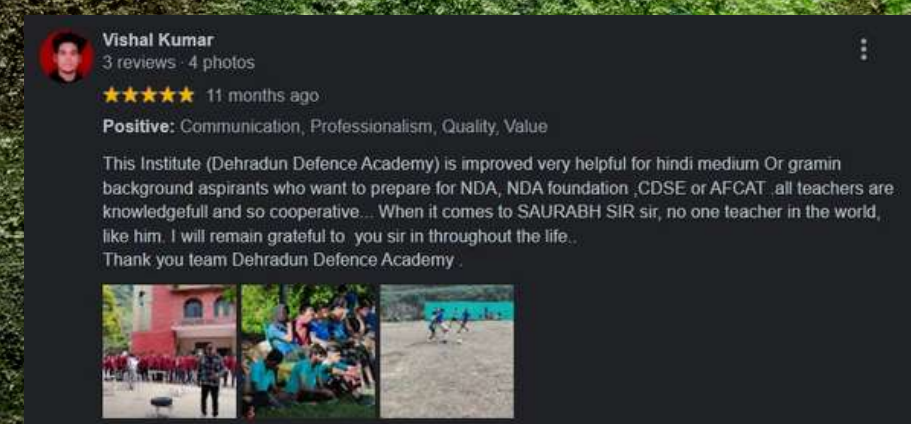 Vishal Kumar
3 reviews · 4 photos
11 months ago
Positive: Communication, Professionalism, Quality, Value
This Institute (Dehradun Defence Academy) is improved very helpful for hindi medium Or gramin
background aspirants who want to prepare for NDA, NDA foundation ,CDSE or AFCAT .all teachers are
knowledgefull and so cooperative... When it comes to SAURABH SIR sir, no one teacher in the world,
like him. I will remain grateful to you sir in throughout the life..
Thank you team Dehradun Defence Academy .